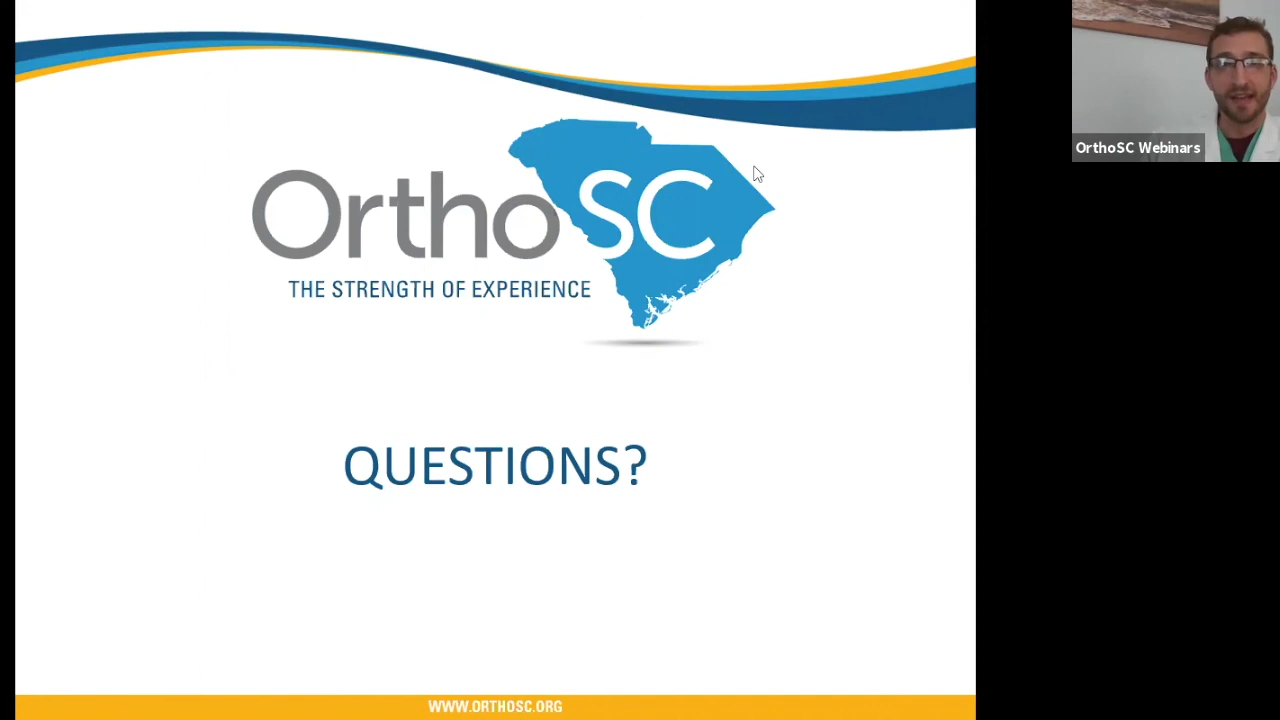 OrthoSC
THE STRENGTH OF EXPERIENCE
QUESTIONS?
WWW.ORTHOSC.ORG
OrthoSC Webinars